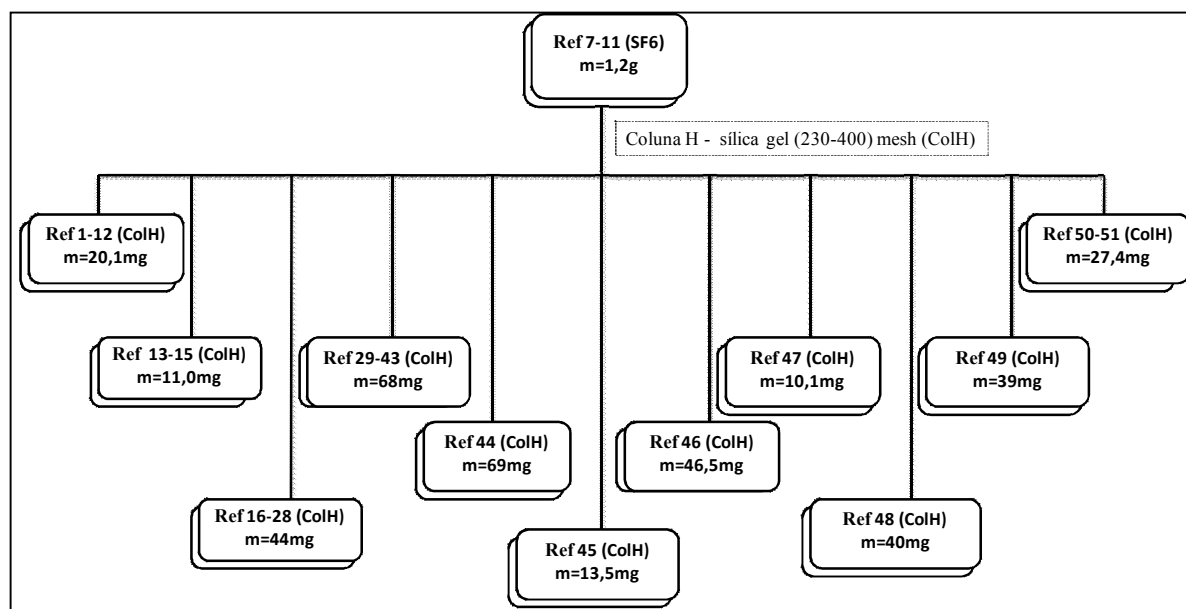 Ref 7-11 (SF6)
m=1,2g
Coluna H - sílica gel (230-400) mesh (ColH)
Ref 1-12 (ColH)
m=20,1mg
Ref 50-51 (ColH)
m=27,4mg
Ref 13-15 (ColH)
m=11,0mg
Ref 29-43 (ColH)
m=68mg
Ref 47 (ColH)
m=10,1mg
Ref 49 (ColH)
m=39mg
Ref 44 (ColH)
m=69mg
Ref 46 (ColH)
m=46,5mg
Ref 16-28 (ColH)
m=44mg
Ref 48 (ColH)
m=40mg
Ref 45 (ColH)
m=13,5mg